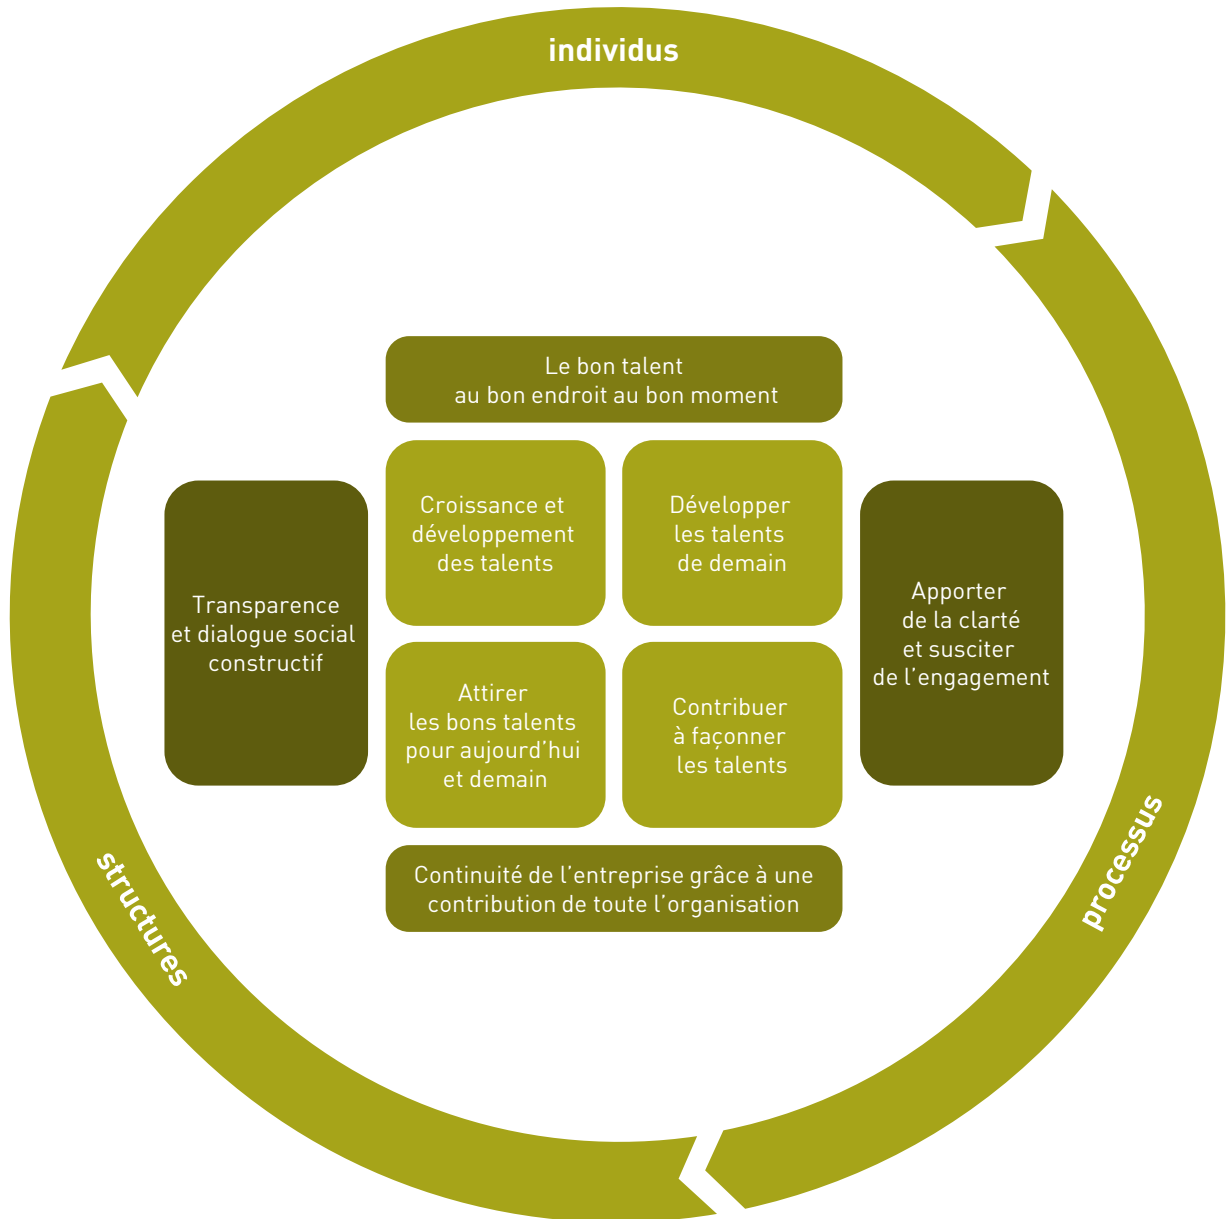 individus
Le bon talent
au bon endroit au bon moment
Croissance et
développement
des talents
Développer
les talents
de demain
Transparence
et dialogue social
constructif
Apporter
de la clarté
et susciter
de l’engagement
Attirer
les bons talents
pour aujourd’hui
et demain
Contribuer
à façonner
les talents
Continuité de l’entreprise grâce à une
contribution de toute l’organisation
structures
processus